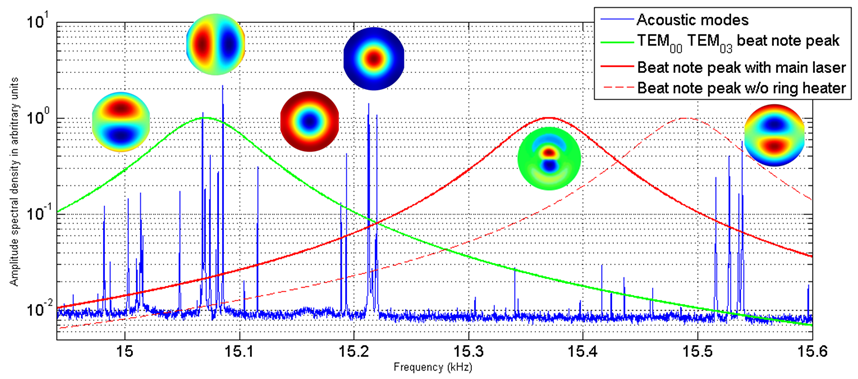 Acoustic modes
TEM00 TEM03 beat note peak
Beat note peak with main laser
Beat note peak w/o ring heater
Amplitude spectral density in arbritrary units
10^1
10^0
10^-1
10^-2
15 15.1 15.2 15.3 15.4 15.5 15.6
Frequency (kHz)